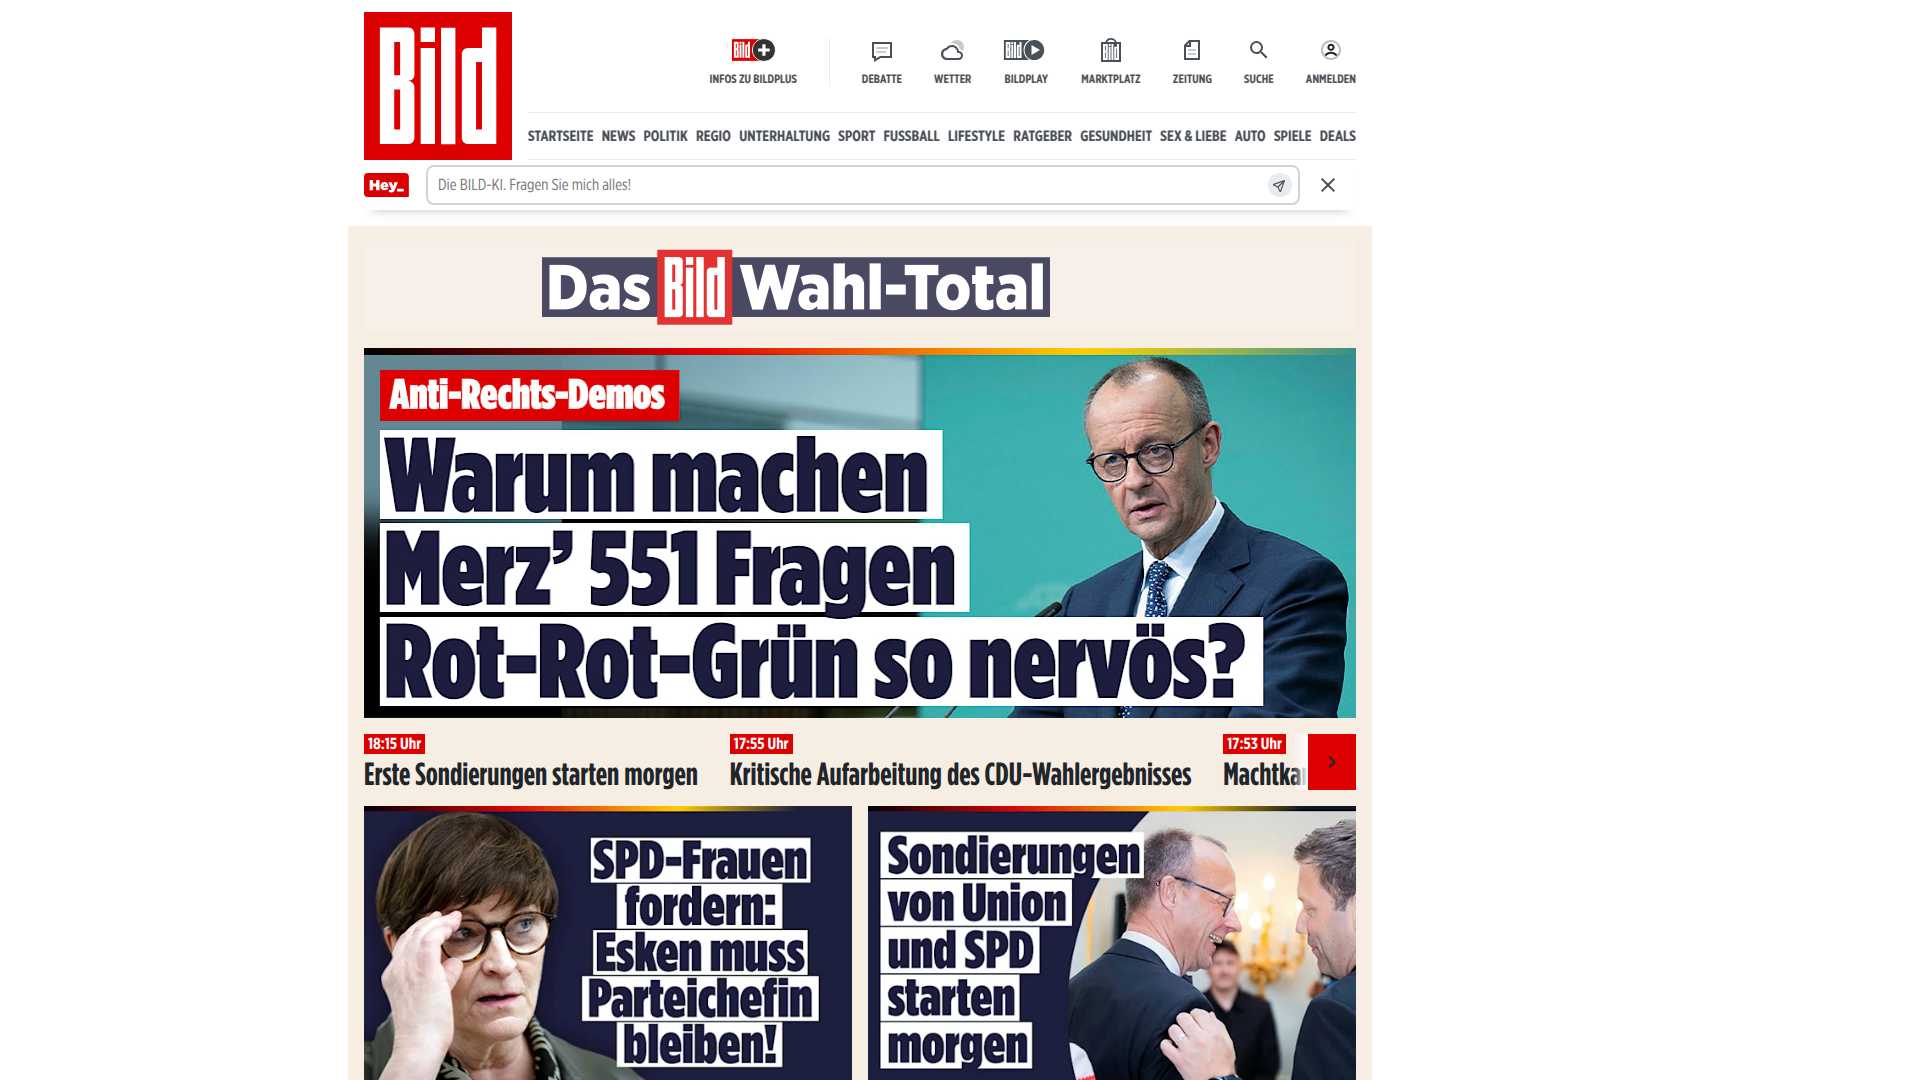 Bild
Bild
INFOS ZU BILDPLUS
DEBATTE
WETTER
Bild
BILDPLAY
Bild
MARKTPLATZ
ZEITUNG
SUCHE
ANMELDEN
STARTSEITE NEWS POLITIK REGIO UNTERHALTUNG SPORT FUSSBALL LIFESTYLE RATGEBER GESUNDHEIT SEX & LIEBE AUTO SPIELE DEALS
Hey_
Die BILD-KI. Fragen Sie mich alles!
Das Bild Wahl-Total
Anti-Rechts-Demos
Warum machen
Merz’ 551 Fragen
Rot-Rot-Grün so nervös?
18:15 Uhr
Erste Sondierungen starten morgen
17:55 Uhr
Kritische Aufarbeitung des CDU-Wahlergebnisses
17:53 Uhr
Machtka
SPD-Frauen
fordern:
Esken muss
Parteichefin
bleiben!
Sondierungen
von Union
und SPD
starten
morgen